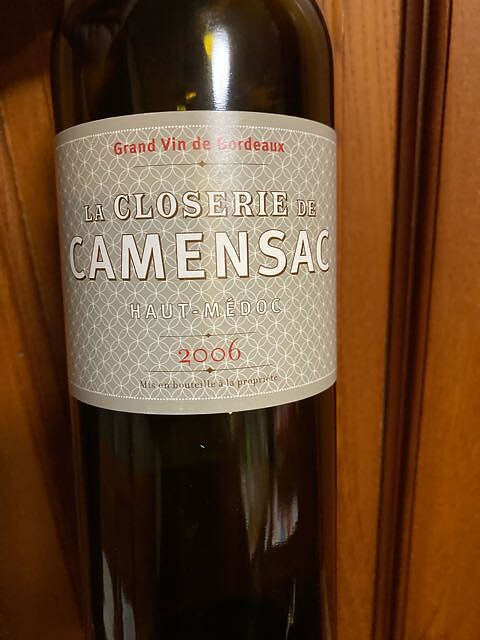 Grand Vin de Bordeaux
LA CLOSERIE DE
CAMENSAC
HAUT-MÉDOC
2006
Mis en bouteille à la propriété